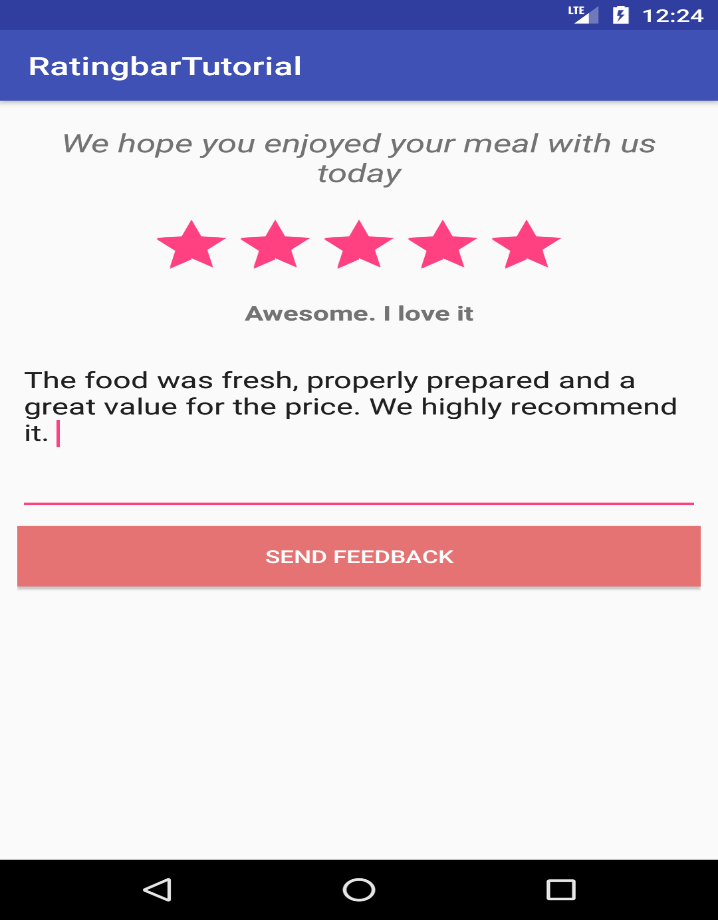 LTE 12:24
RatingbarTutorial
We hope you enjoyed your meal with us
today
Awesome. I love it
The food was fresh, properly prepared and a
great value for the price. We highly recommend
it.
SEND FEEDBACK